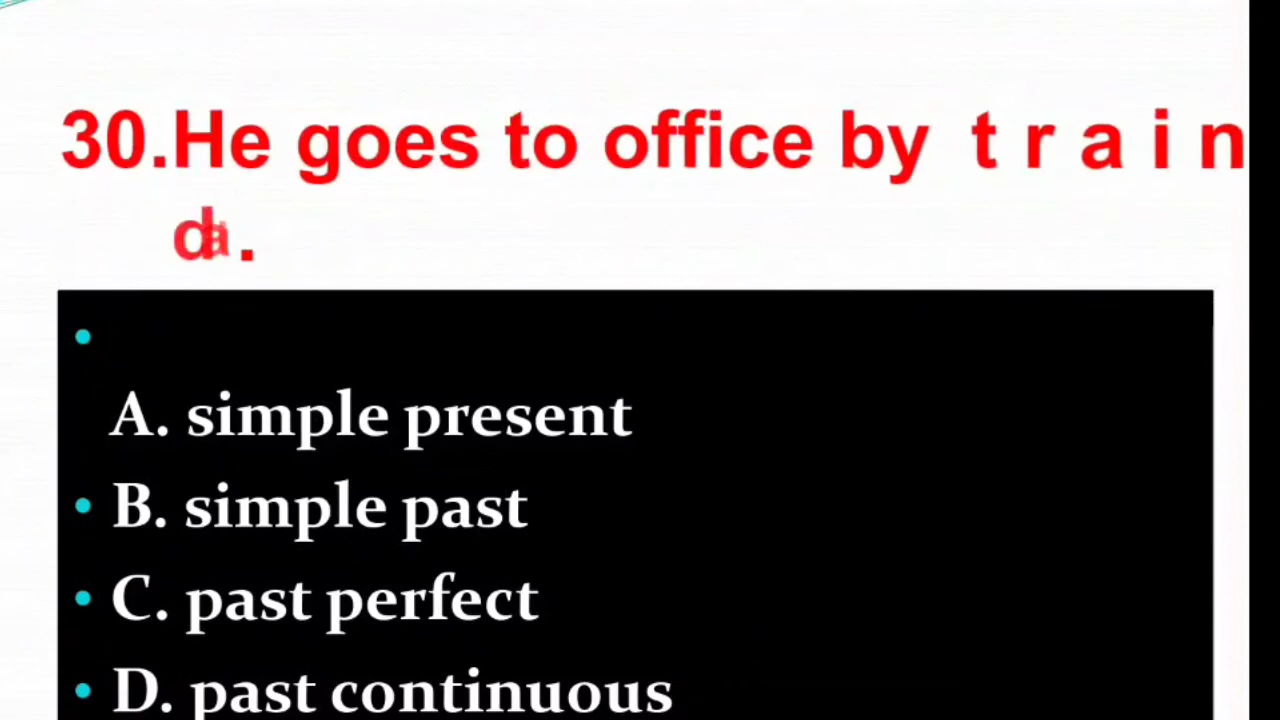 30.He goes to office by t r a i n
A. simple present
B. simple past
C. past perfect
D. past continuous